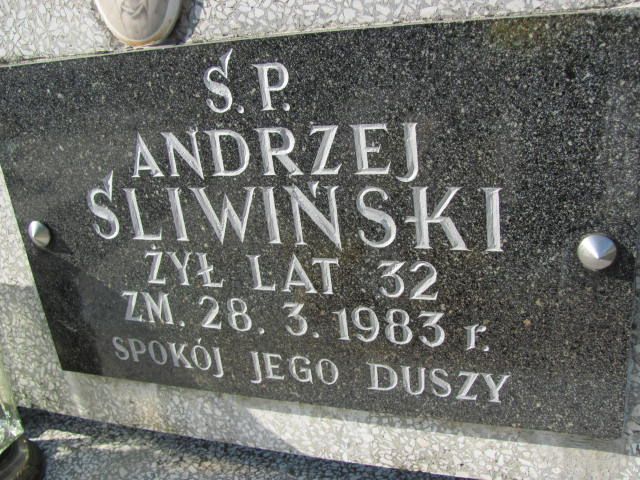 Ś.P.
ANDRZEJ
ŚLIWIŃSKI
ŻYŁ LAT 32
ZM. 28. 3. 1983 r.
SPOKÓJ JEGO DUSZY